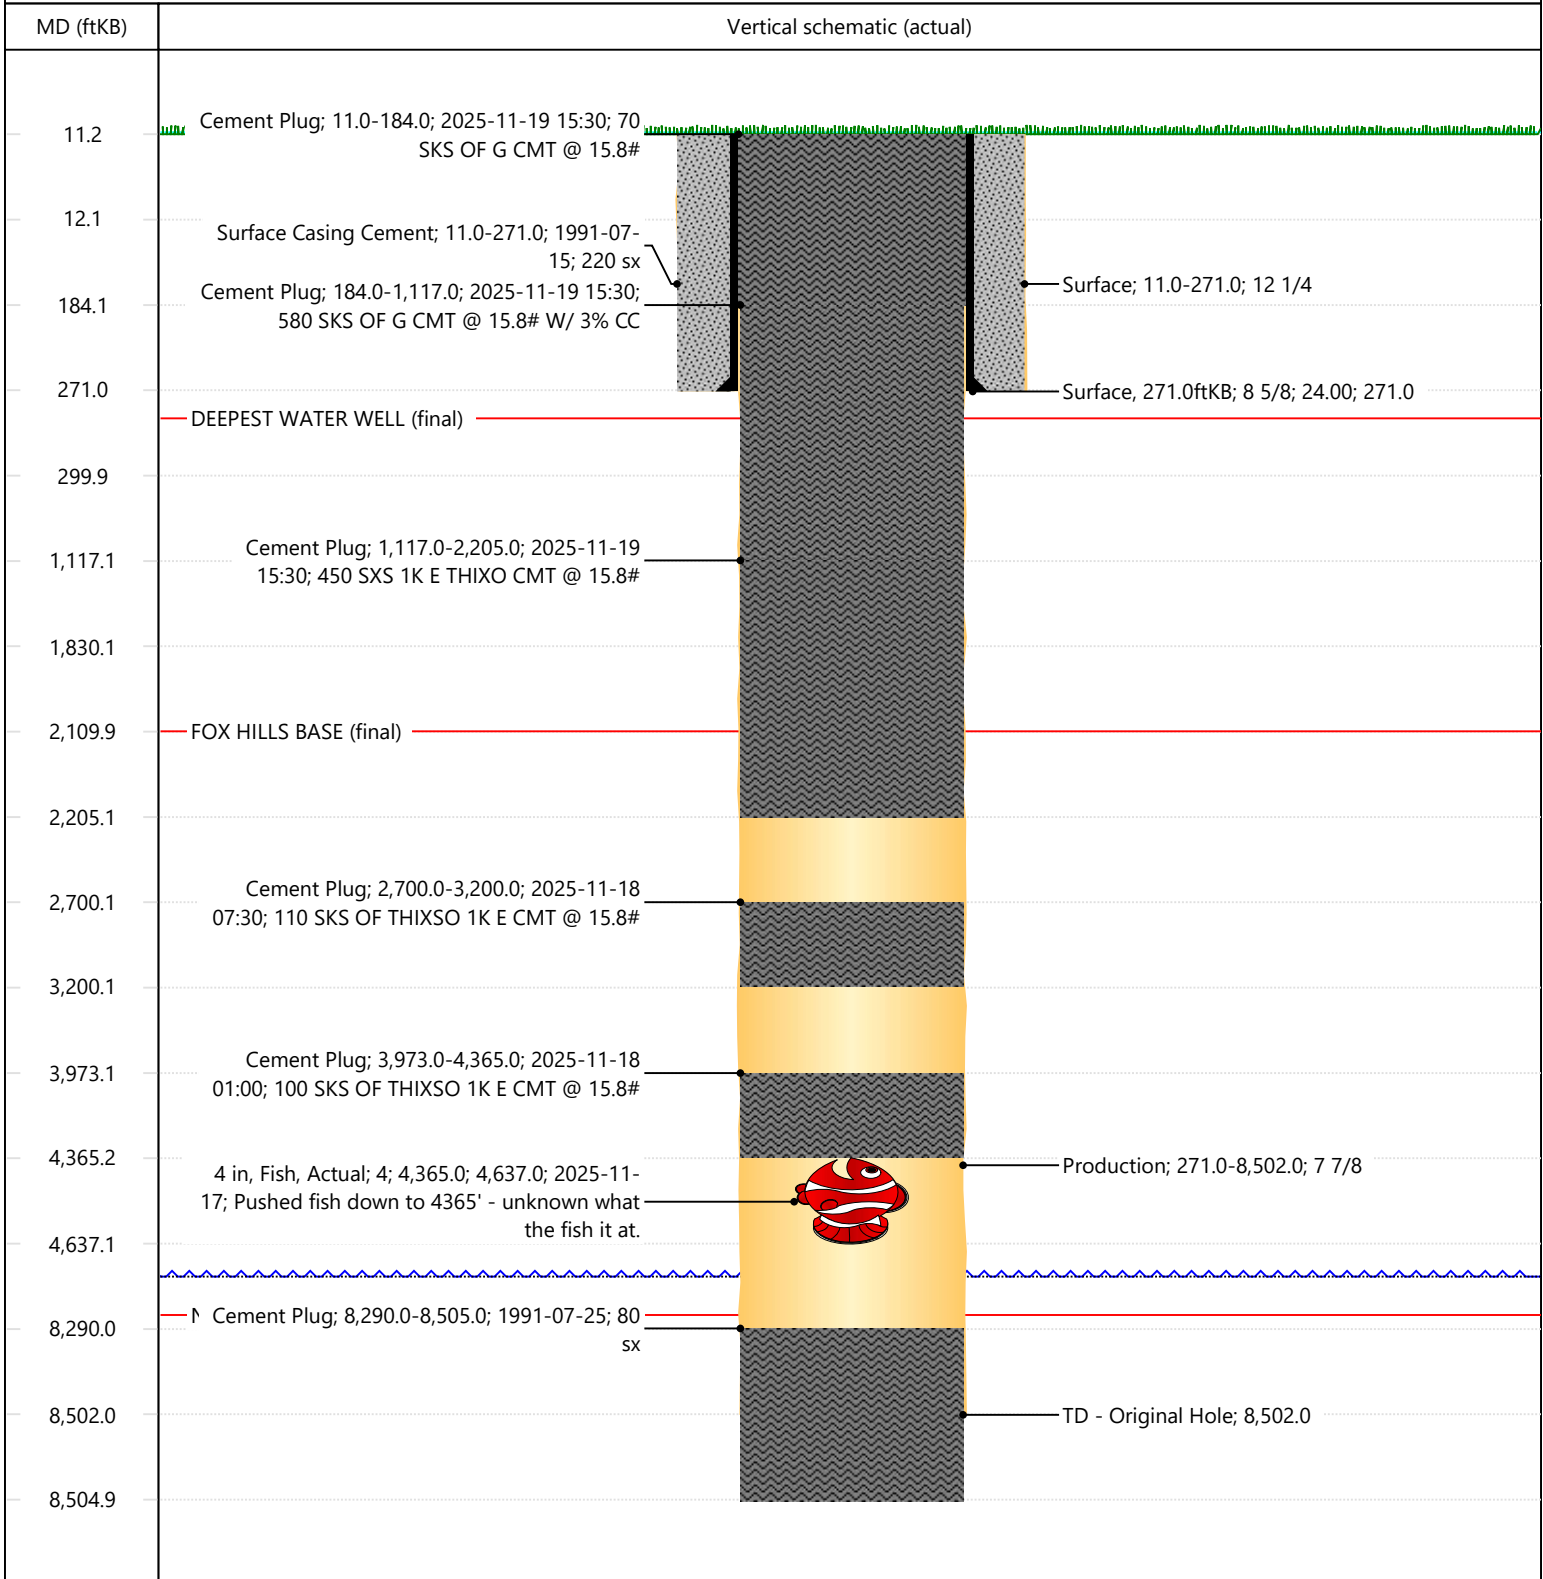 MD (ftKB)
Vertical schematic (actual)
11.2
Cement Plug; 11.0-184.0; 2025-11-19 15:30; 70
SKS OF G CMT @ 15.8#
12.1
Surface Casing Cement; 11.0-271.0; 1991-07-
15; 220 sx
Surface; 11.0-271.0; 12 1/4
184.1
Cement Plug; 184.0-1,117.0; 2025-11-19 15:30;
580 SKS OF G CMT @ 15.8# W/ 3% CC
271.0
Surface, 271.0ftKB; 8 5/8; 24.00; 271.0
DEEPEST WATER WELL (final)
299.9
Cement Plug; 1,117.0-2,205.0; 2025-11-19
15:30; 450 SXS 1K E THIXO CMT @ 15.8#
1,117.1
1,830.1
2,109.9
FOX HILLS BASE (final)
2,205.1
Cement Plug; 2,700.0-3,200.0; 2025-11-18
07:30; 110 SKS OF THIXSO 1K E CMT @ 15.8#
2,700.1
3,200.1
Cement Plug; 3,973.0-4,365.0; 2025-11-18
01:00; 100 SKS OF THIXSO 1K E CMT @ 15.8#
3,973.1
4,365.2
Production; 271.0-8,502.0; 7 7/8
4 in, Fish, Actual; 4; 4,365.0; 4,637.0; 2025-11-
17; Pushed fish down to 4365' - unknown what
the fish it at.
4,637.1
Cement Plug; 8,290.0-8,505.0; 1991-07-25; 80
sx
8,290.0
8,502.0
TD - Original Hole; 8,502.0
8,504.9